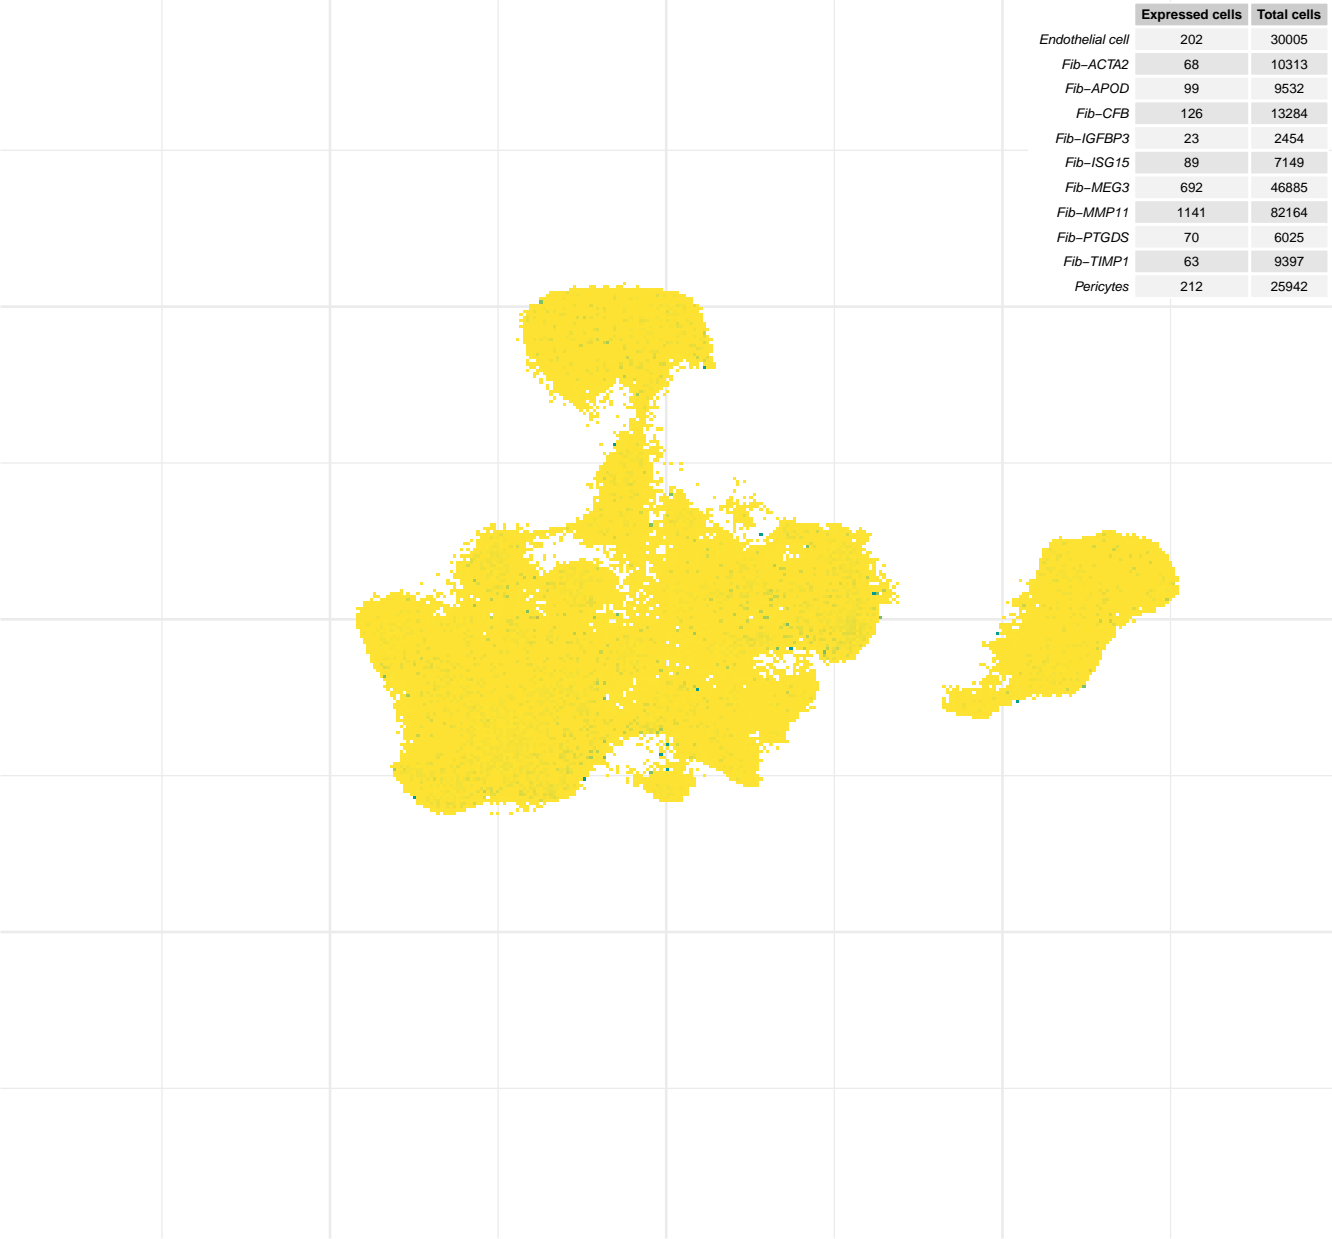 Expressed cells Total cells
Endothelial cell 202 30005
Fib−ACTA2 68 10313
Fib−APOD 99 9532
Fib−CFB 126 13284
Fib−IGFBP3 23 2454
Fib−ISG15 89 7149
Fib−MEG3 692 46885
Fib−MMP11 1141 82164
Fib−PTGDS 70 6025
Fib−TIMP1 63 9397
Pericytes 212 25942